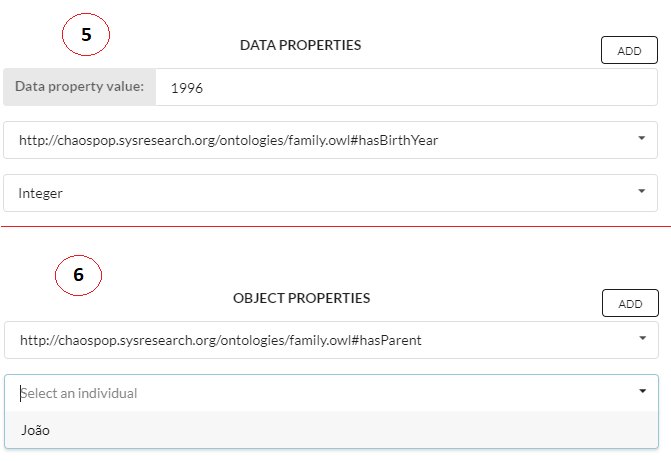 5
DATA PROPERTIES
ADD
Data property value: 1996
http://chaospop.sysresearch.org/ontologies/family.owl#hasBirthYear
Integer
6
OBJECT PROPERTIES
ADD
http://chaospop.sysresearch.org/ontologies/family.owl#hasParent
Select an individual
João